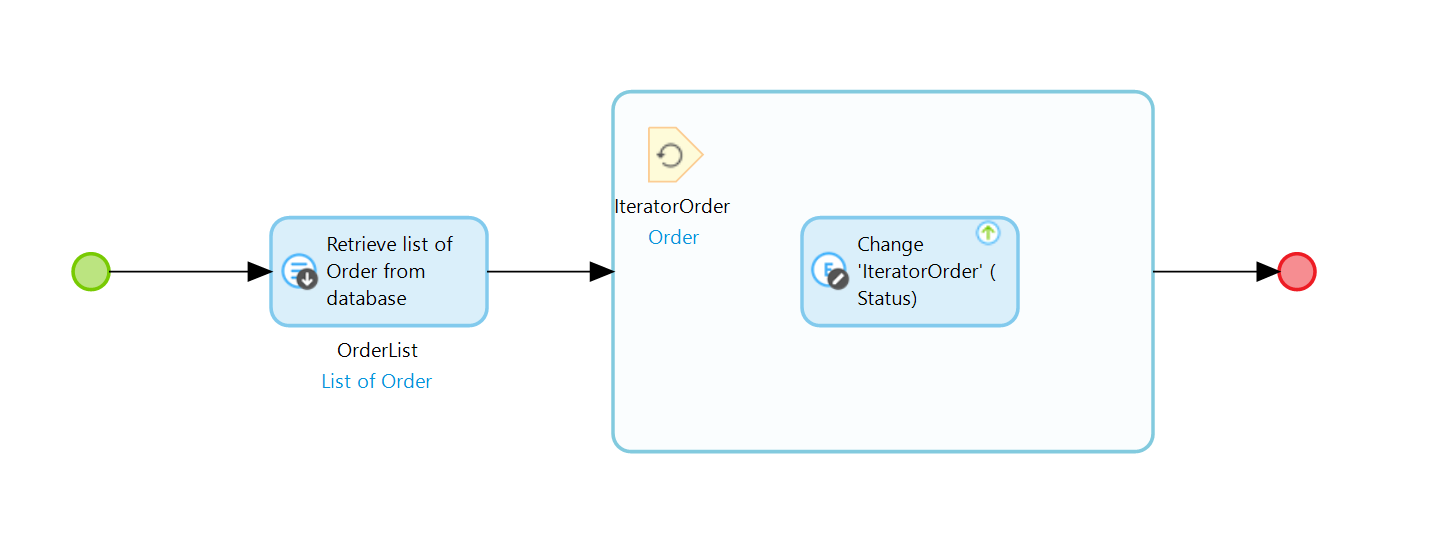 Retrieve list of
Order from
database
OrderList
List of Order
IteratorOrder
Order
Change
'IteratorOrder' (
Status)